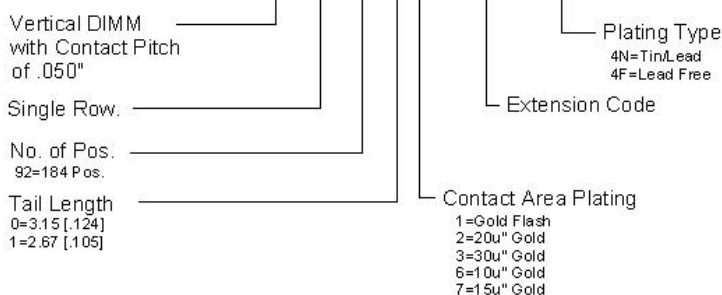 Vertical DIMM
with Contact Pitch
of .050"
Single Row.
No. of Pos.
92=184 Pos.
Tail Length
0=3.15 [.124]
1=2.67 [.105]
Plating Type
4N=Tin/Lead
4F=Lead Free
Extension Code
Contact Area Plating
1=Gold Flash
2=20u" Gold
3=30u" Gold
6=10u" Gold
7=15u" Gold